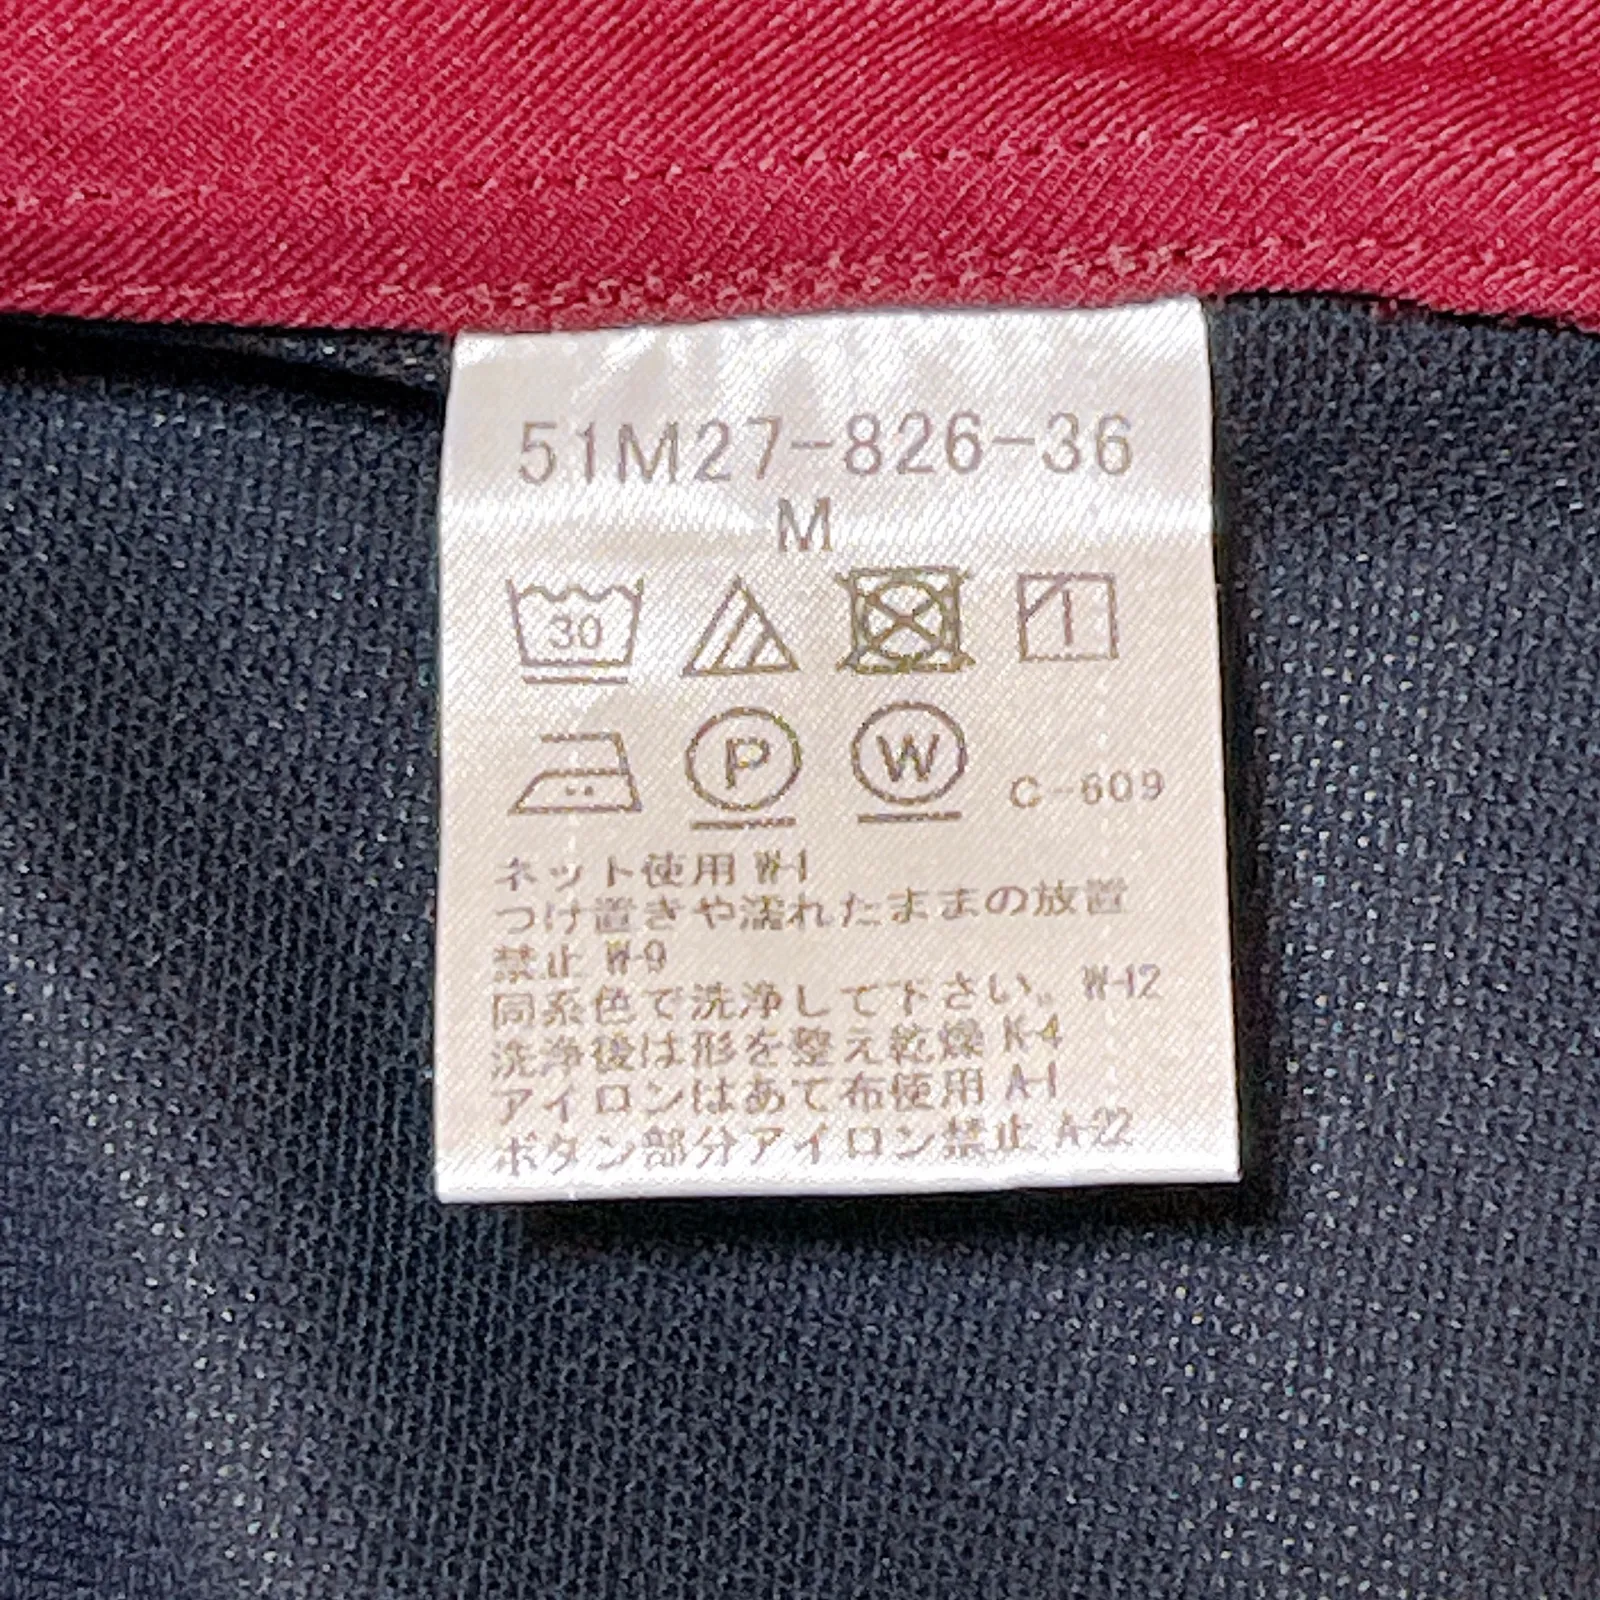 51M27-826-36
M
30
P W C-609
ネット使用 W-1
つけ置きや濡れたままの放置
禁止 W-9
同系色で洗浄して下さい。W-12
洗浄後は形を整え乾燥 K-4
アイロンはあて布使用 A-1
ボタン部分アイロン禁止 A-22